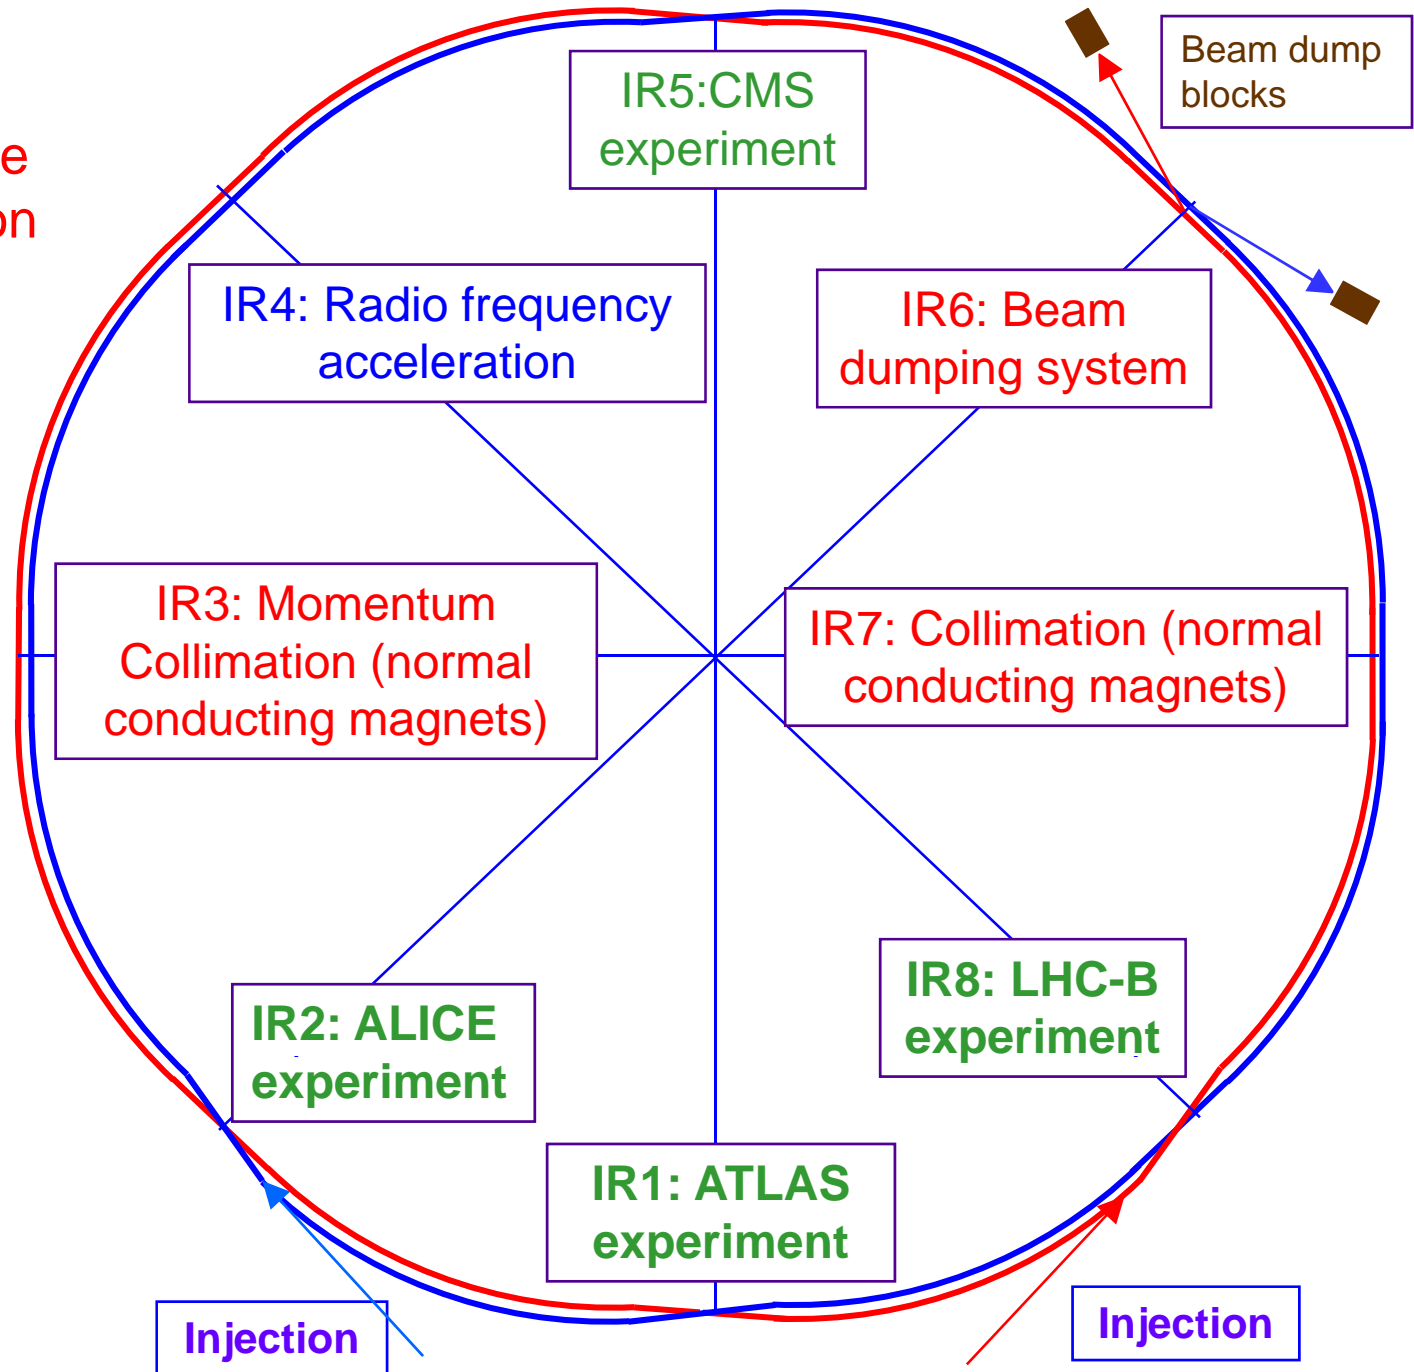 IR5:CMS
experiment
Beam dump
blocks
e
on
IR4: Radio frequency
acceleration
IR6: Beam
dumping system
IR3: Momentum
Collimation (normal
conducting magnets)
IR7: Collimation (normal
conducting magnets)
IR8: LHC-B
experiment
IR2: ALICE
experiment
IR1: ATLAS
experiment
Injection
Injection